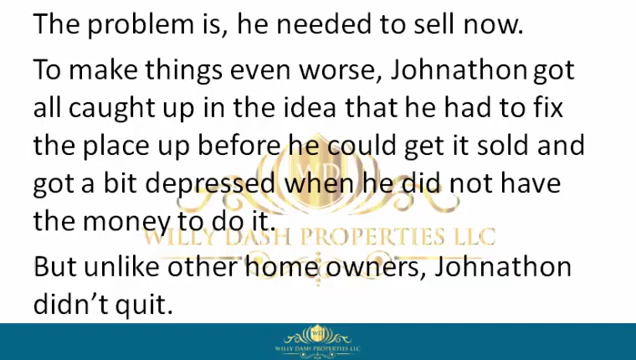 The problem is, he needed to sell now.
To make things even worse, Johnathon got
all caught up in the idea that he had to fix
the place up before he could get it sold and
got a bit depressed when he did not have
the money to do it.
WILLY DASH PROPERTIES LLC
But unlike other home owners, Johnathon
didn’t quit.
WILLY DASH PROPERTIES LLC